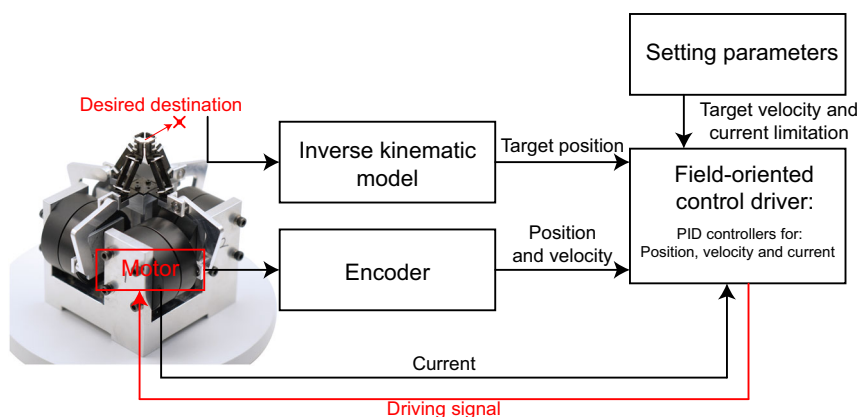 Setting parameters
Desired destination
Target velocity and
current limitation
Inverse kinematic
model
Target position
Field-oriented
control driver:
PID controllers for:
Position, velocity and current
Position
and velocity
Motor
Encoder
Current
Driving signal